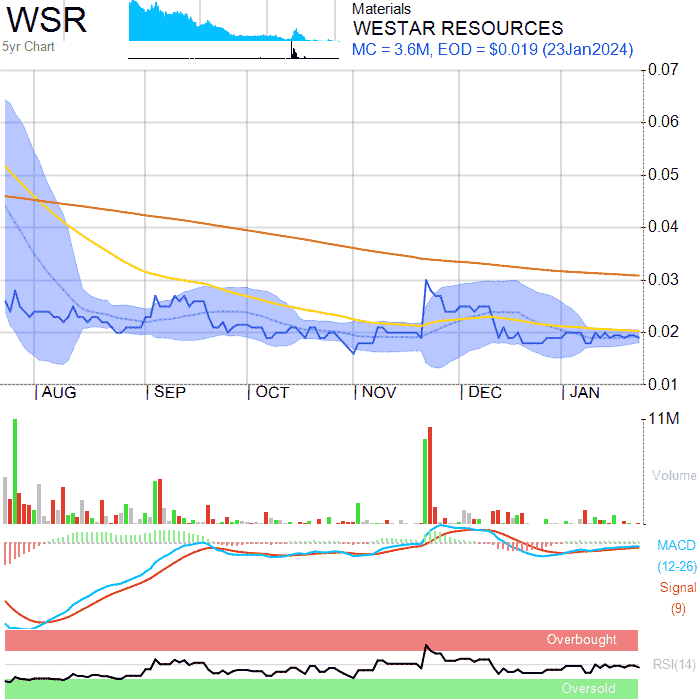 WSR
5yr Chart
Materials
WESTAR RESOURCES
MC = 3.6M, EOD = $0.019 (23Jan2024)
0.07
0.06
0.05
0.04
0.03
0.02
0.01
AUG SEP OCT NOV DEC JAN
11M
Volume
MACD
(12-26)
Signal
(9)
Overbought
RSI(14)
Oversold